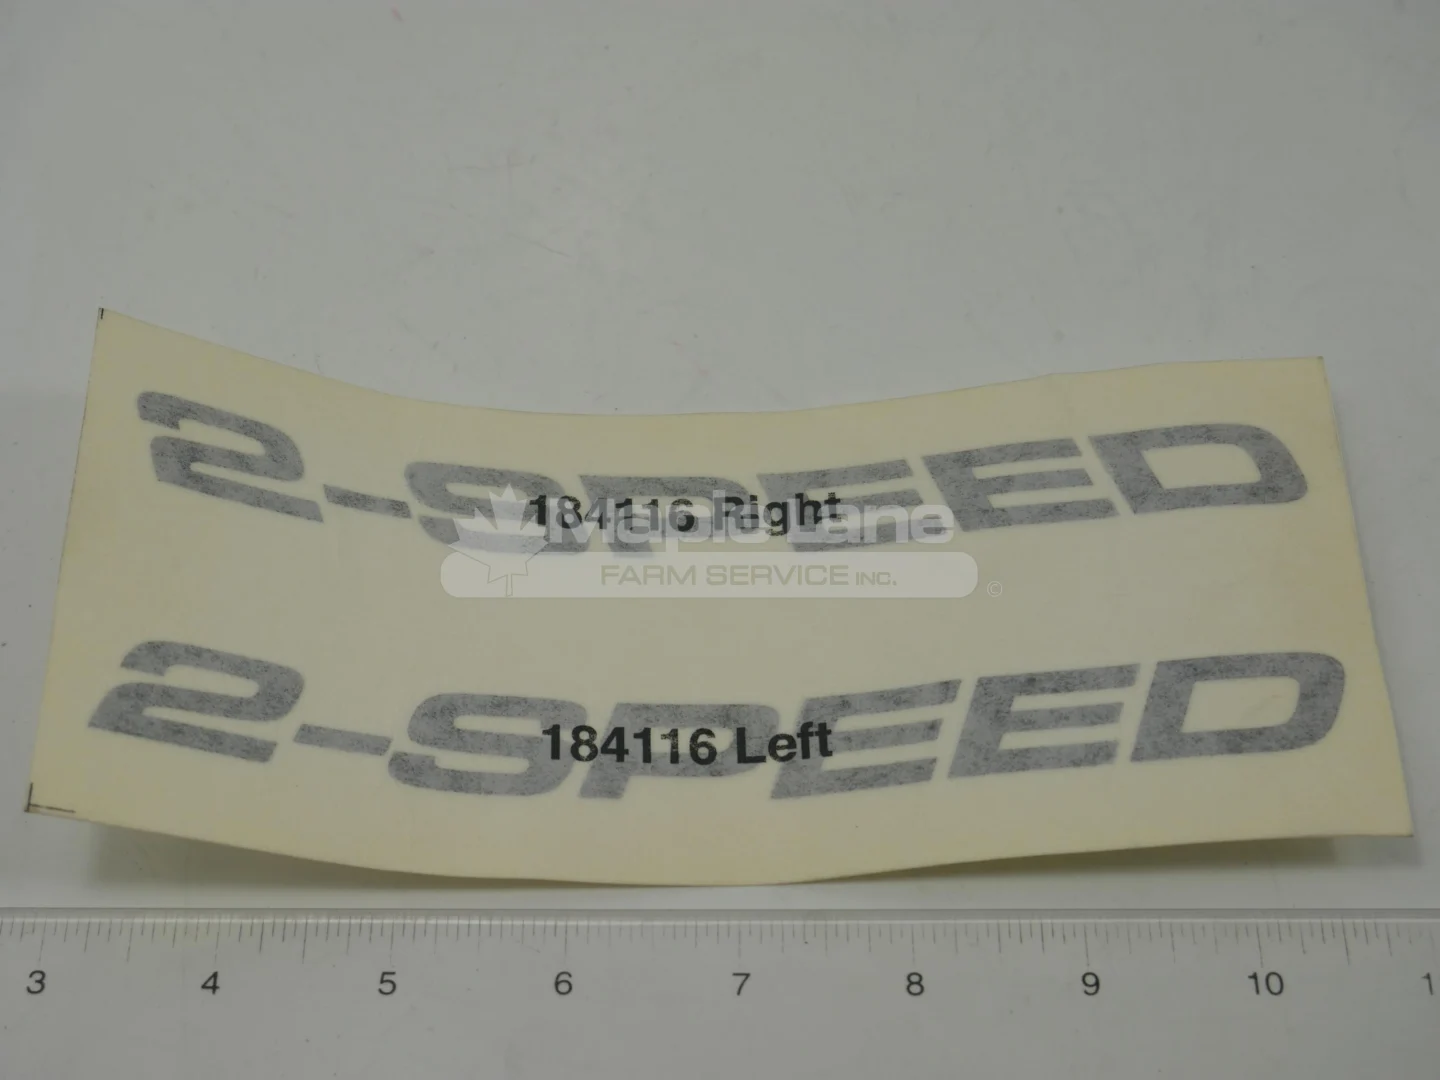 2-SPEED
184116 Right
Maple Lane
FARM SERVICE INC.
©
2-SPEED
184116 Left
3 4 5 6 7 8 9 10 1